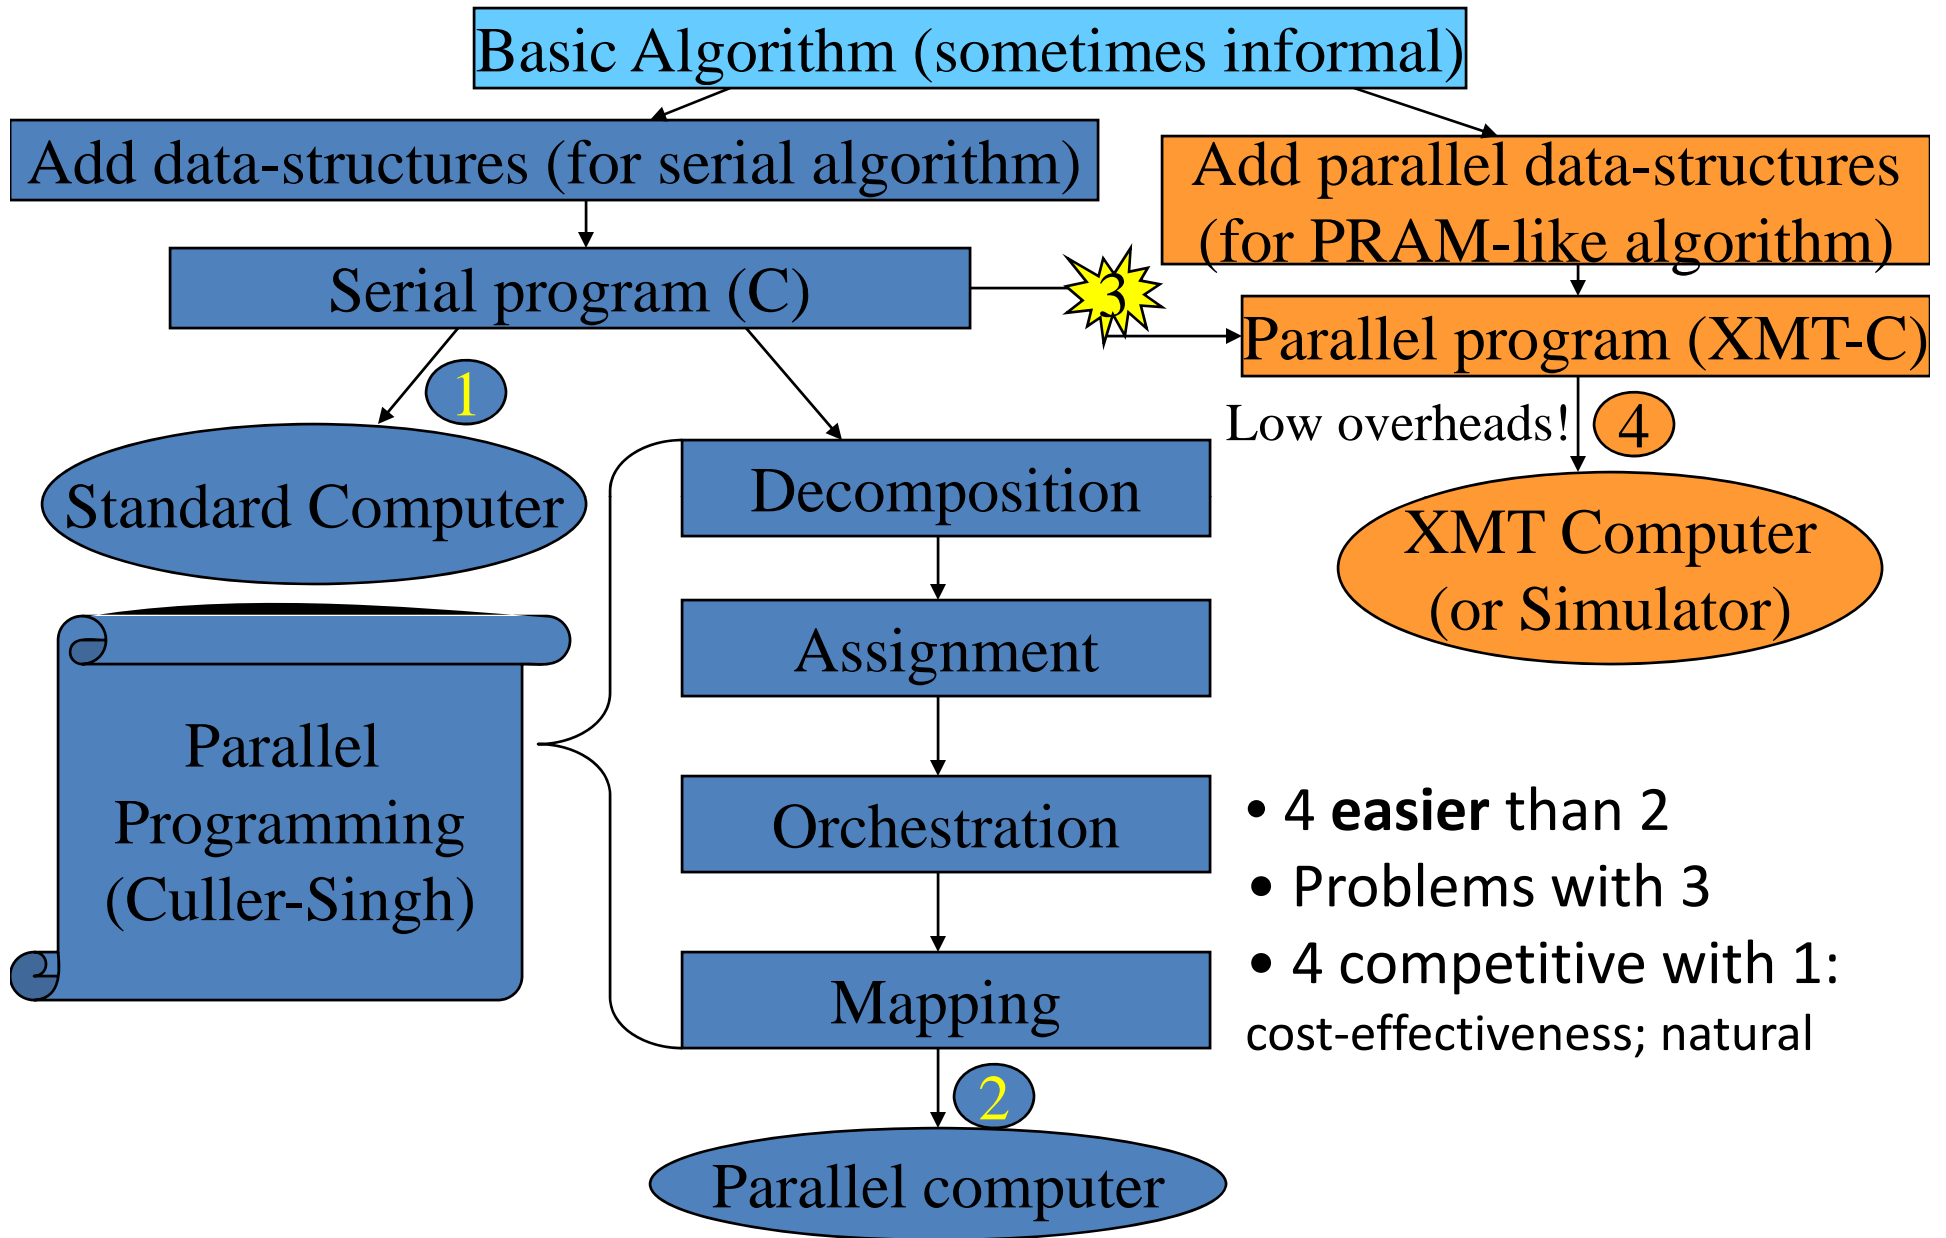 Basic Algorithm (sometimes informal)
Add data-structures (for serial algorithm)
Add parallel data-structures
(for PRAM-like algorithm)
Serial program (C)
3
Parallel program (XMT-C)
1
Low overheads!
4
Standard Computer
Decomposition
XMT Computer
(or Simulator)
Assignment
Parallel
Programming
(Culler-Singh)
Orchestration
Mapping
• 4 easier than 2
• Problems with 3
• 4 competitive with 1:
cost-effectiveness; natural
2
Parallel computer